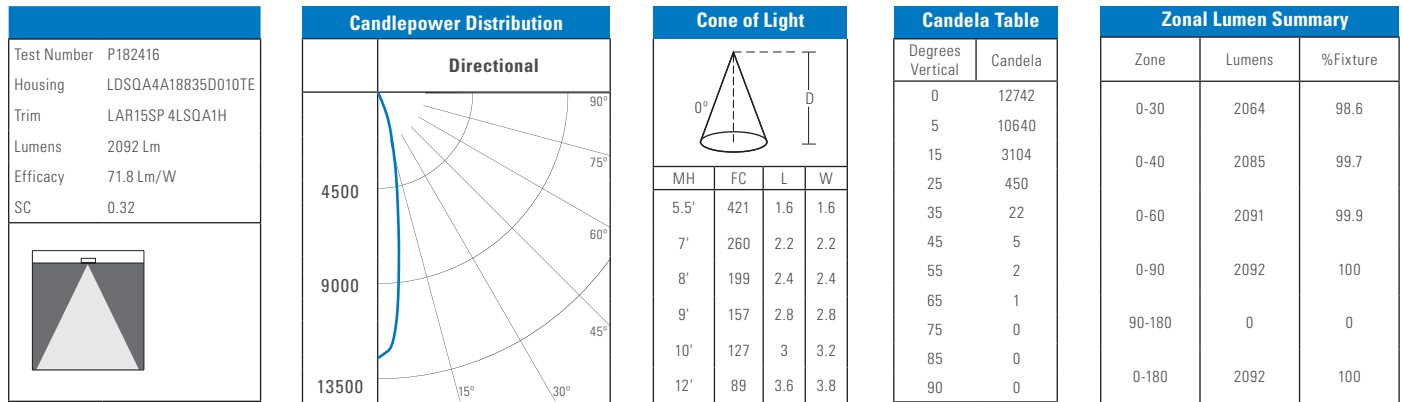 Test Number P182416
Housing LDSQA4A18835D010TE
Trim LAR15SP 4LSQA1H
Lumens 2092 Lm
Efficacy 71.8 Lm/W
SC 0.32
Candlepower Distribution
Directional
90°
75°
4500
60°
9000
45°
13500
15°
30°
Cone of Light
0°
D
MH FC L W
5.5' 421 1.6 1.6
7' 260 2.2 2.2
8' 199 2.4 2.4
9' 157 2.8 2.8
10' 127 3 3.2
12' 89 3.6 3.8
Candela Table
Degrees
Vertical
Candela
0 12742
5 10640
15 3104
25 450
35 22
45 5
55 2
65 1
75 0
85 0
90 0
Zonal Lumen Summary
Zone Lumens %Fixture
0-30 2064 98.6
0-40 2085 99.7
0-60 2091 99.9
0-90 2092 100
90-180 0 0
0-180 2092 100